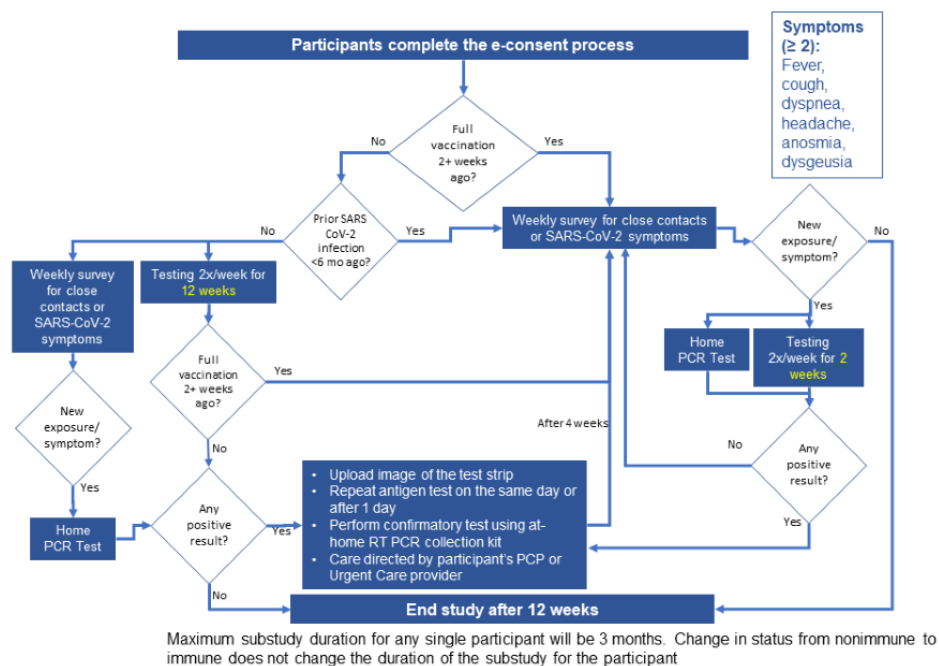 Participants complete the e-consent process
Symptoms
(≥ 2):
Fever,
cough,
dyspnea,
headache,
anosmia,
dysgeusia
Full
vaccination
2+ weeks
ago?
No
Yes
Prior SARS
CoV-2
infection
<6 mo ago?
No
Yes
Weekly survey for close contacts
or SARS-CoV-2 symptoms
New
exposure/
symptom?
No
Yes
Weekly survey
for close
contacts or
SARS-CoV-2
symptoms
Testing 2x/week for
12 weeks
Home
PCR Test
Testing
2x/week for 2
weeks
Full
vaccination
2+ weeks
ago?
Yes
No
After 4 weeks
New
exposure/
symptom?
Yes
Any
positive
result?
No
Yes
Home
PCR Test
Any
positive
result?
Yes
No
• Upload image of the test strip
• Repeat antigen test on the same day or
after 1 day
• Perform confirmatory test using at-
home RT PCR collection kit
• Care directed by participant's PCP or
Urgent Care provider
End study after 12 weeks
Maximum substudy duration for any single participant will be 3 months. Change in status from nonimmune to
immune does not change the duration of the substudy for the participant